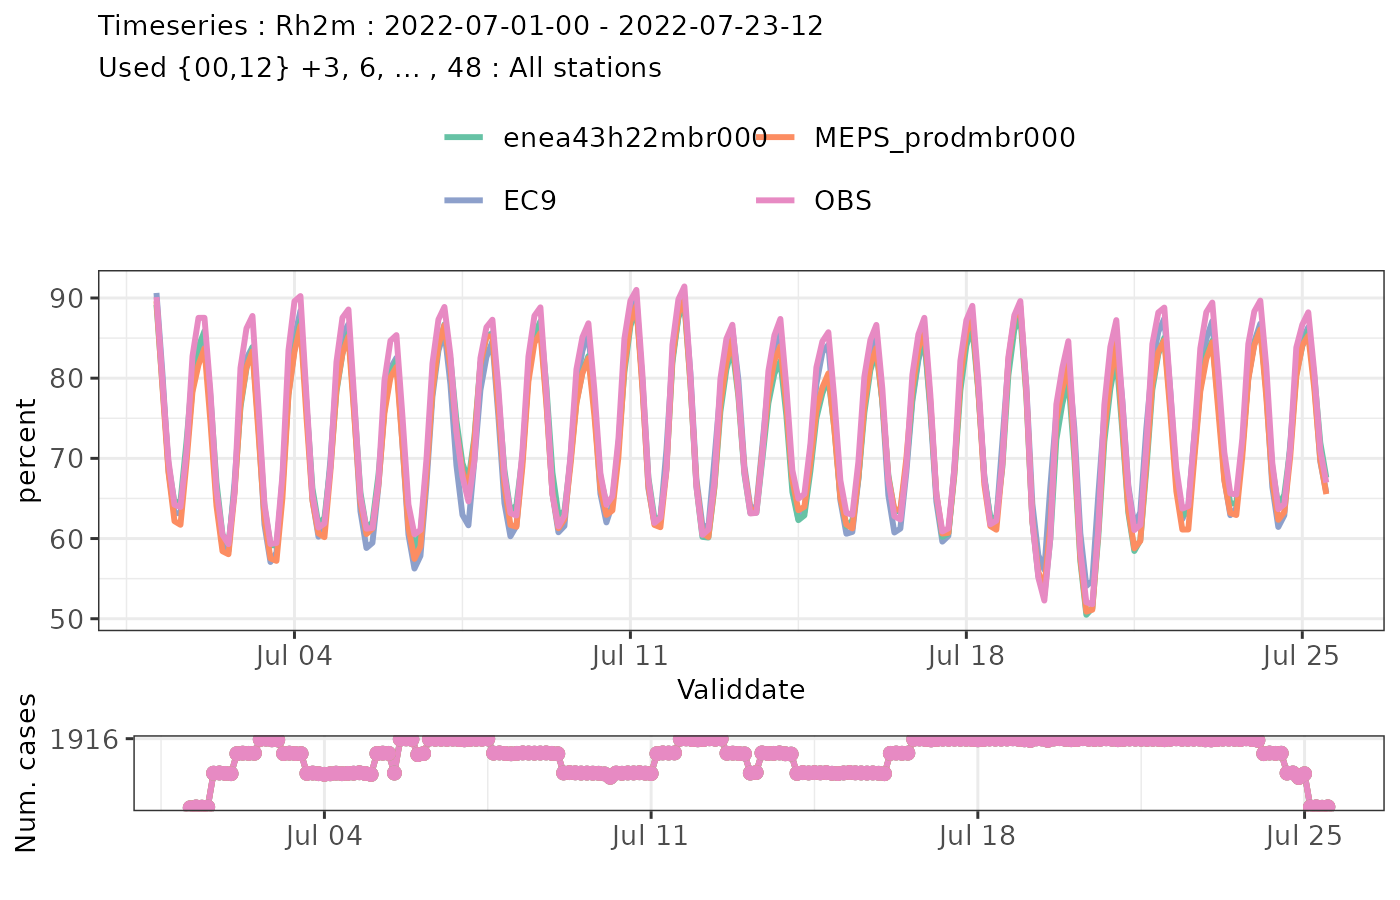 Timeseries : Rh2m : 2022-07-01-00 - 2022-07-23-12
Used {00,12} +3, 6, ... , 48 : All stations
enea43h22mbr000 MEPS_prodmbr000
EC9 OBS
90
80
70
60
50
percent
Jul 04 Jul 11 Jul 18 Jul 25
Validdate
1916
Num. cases
Jul 04 Jul 11 Jul 18 Jul 25